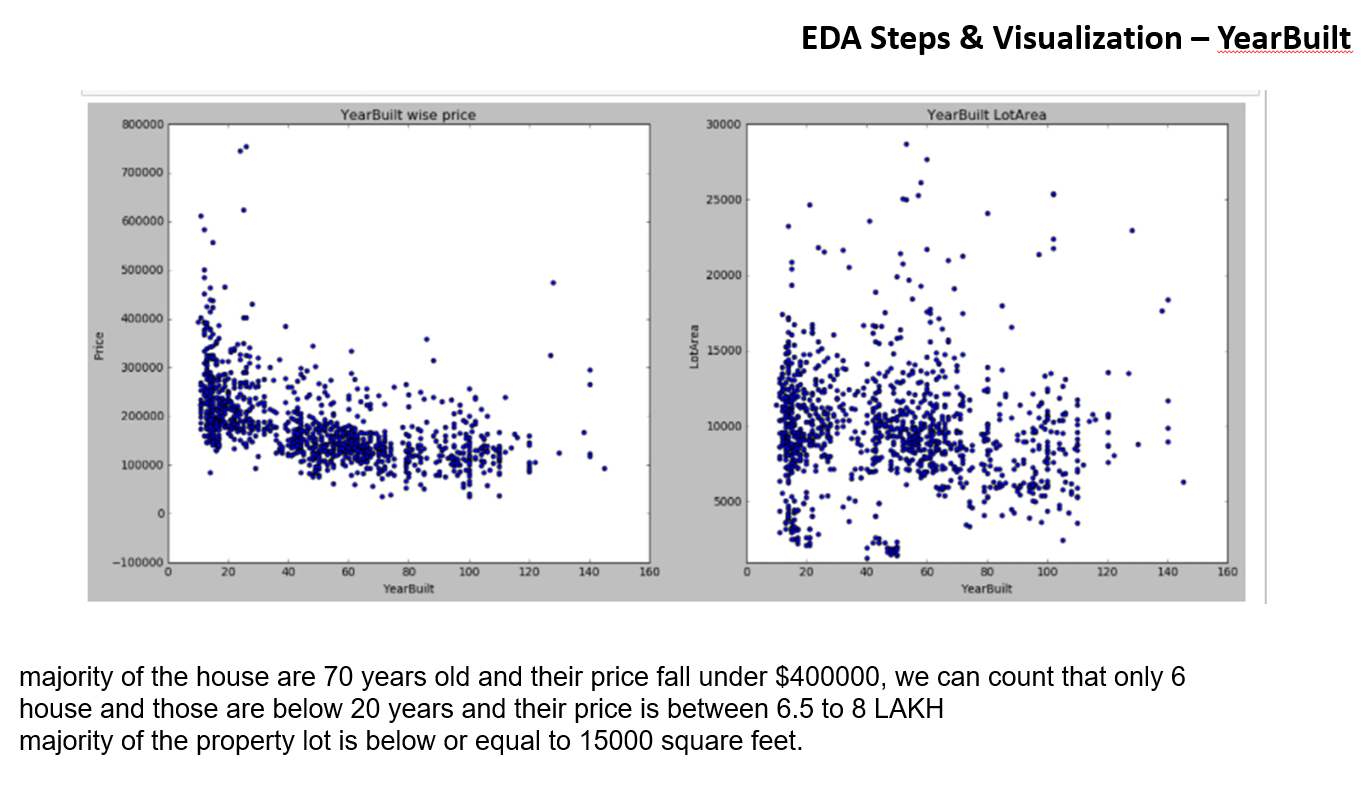 EDA Steps & Visualization – YearBuilt
YearBuilt wise price
800000
700000
600000
500000
400000
300000
200000
100000
0
−100000
Price
0 20 40 60 80 100 120 140 160
YearBuilt
YearBuilt LotArea
30000
25000
20000
15000
10000
5000
LotArea
0 20 40 60 80 100 120 140 160
YearBuilt
majority of the house are 70 years old and their price fall under $400000, we can count that only 6
house and those are below 20 years and their price is between 6.5 to 8 LAKH
majority of the property lot is below or equal to 15000 square feet.